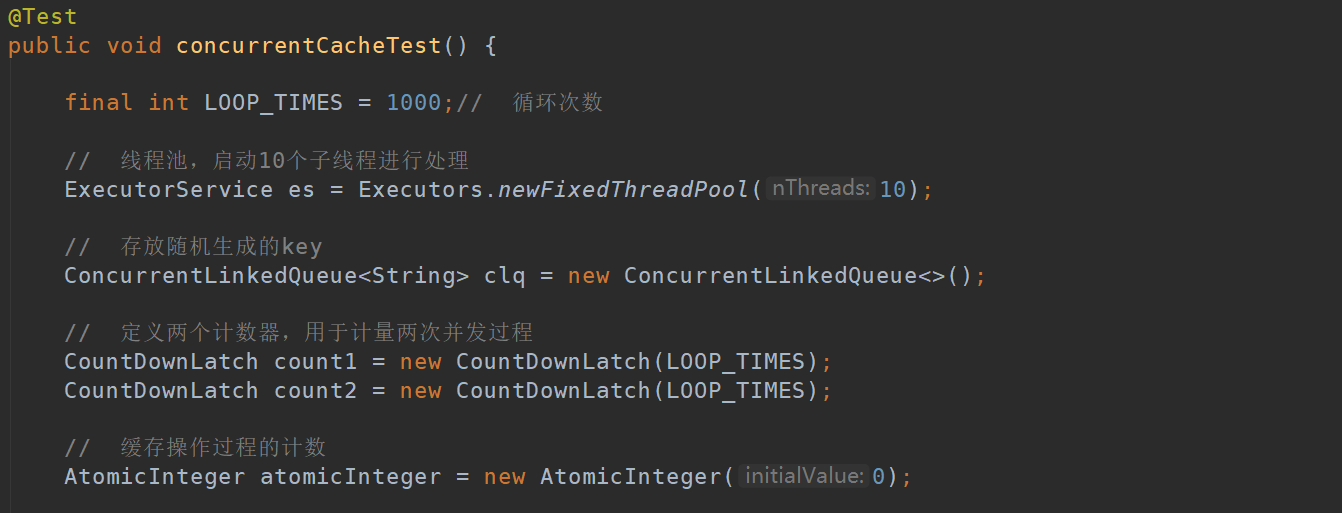 @Test
public void concurrentCacheTest() {
final int LOOP_TIMES = 1000;// 循环次数
// 线程池，启动10个子线程进行处理
ExecutorService es = Executors.newFixedThreadPool( nThreads: 10);
// 存放随机生成的key
ConcurrentLinkedQueue<String> clq = new ConcurrentLinkedQueue<>();
// 定义两个计数器，用于计量两次并发过程
CountDownLatch count1 = new CountDownLatch(LOOP_TIMES);
CountDownLatch count2 = new CountDownLatch(LOOP_TIMES);
// 缓存操作过程的计数
AtomicInteger atomicInteger = new AtomicInteger( initialValue: 0);